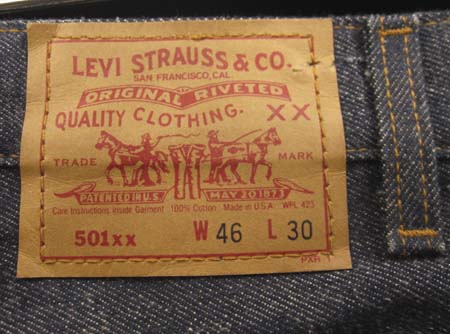 LEVI STRAUSS & CO.
SAN FRANCISCO, CAL.
ORIGINAL RIVETED
QUALITY CLOTHING. XX
TRADE MARK
PATENTED IN U.S. MAY 20 1873
Care Instructions Inside Garment 100% Cotton Made in U.S.A. WPL 423
501xx W 46 L 30